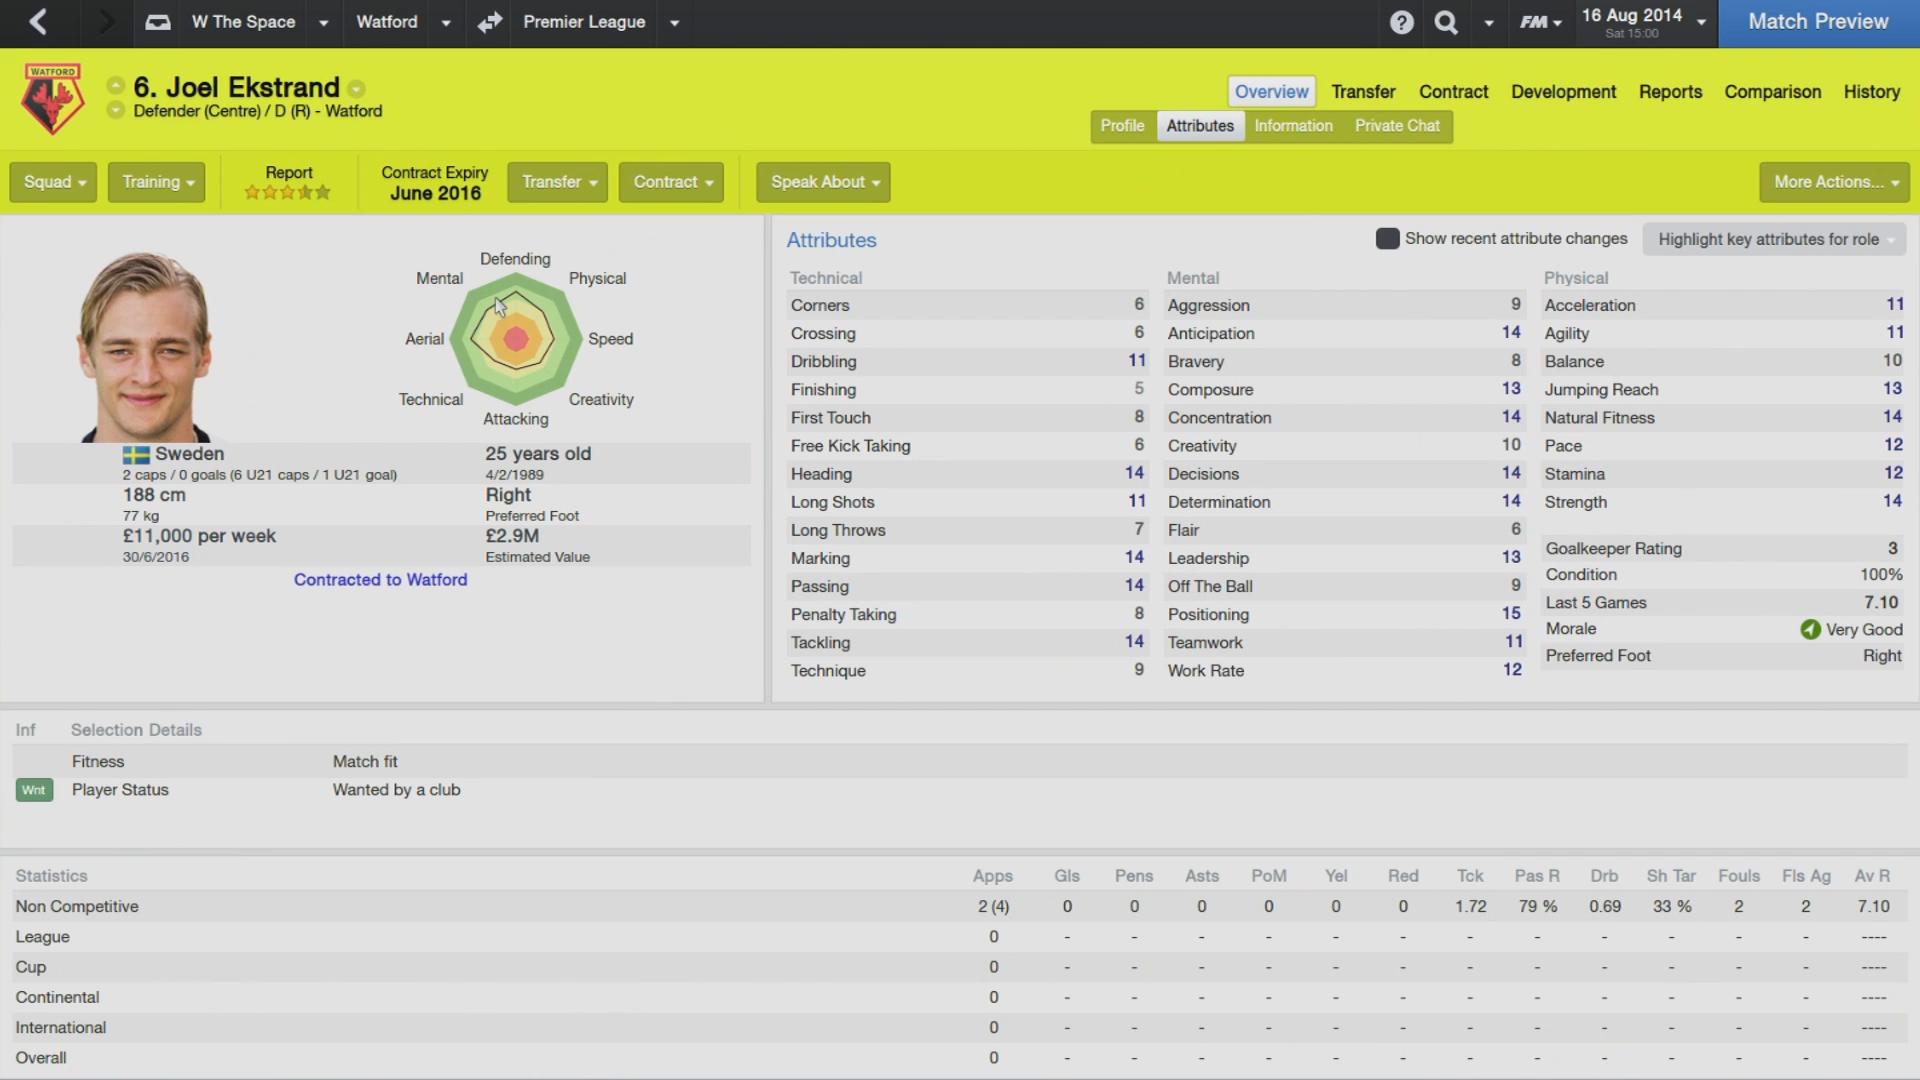 W The Space
Watford
Premier League
?
FM
16 Aug 2014
Sat 15:00
Match Preview
WATFORD
6. Joel Ekstrand
Defender (Centre) / D (R) - Watford
Overview Transfer Contract Development Reports Comparison History
Profile Attributes Information Private Chat
Squad
Training
Report
Contract Expiry
June 2016
Transfer
Contract
Speak About
More Actions...
Defending
Mental
Physical
Aerial
Speed
Technical
Creativity
Attacking
Sweden
2 caps / 0 goals (6 U21 caps / 1 U21 goal)
25 years old
4/2/1989
188 cm
77 kg
Right
Preferred Foot
£11,000 per week
30/6/2016
£2.9M
Estimated Value
Contracted to Watford
Attributes
Show recent attribute changes
Highlight key attributes for role
Technical
Corners 6
Crossing 6
Dribbling 11
Finishing 5
First Touch 8
Free Kick Taking 6
Heading 14
Long Shots 11
Long Throws 7
Marking 14
Passing 14
Penalty Taking 8
Tackling 14
Technique 9
Mental
Aggression 9
Anticipation 14
Bravery 8
Composure 13
Concentration 14
Creativity 10
Decisions 14
Determination 14
Flair 6
Leadership 13
Off The Ball 9
Positioning 15
Teamwork 11
Work Rate 12
Physical
Acceleration 11
Agility 11
Balance 10
Jumping Reach 13
Natural Fitness 14
Pace 12
Stamina 12
Strength 14
Goalkeeper Rating 3
Condition 100%
Last 5 Games 7.10
Morale Very Good
Preferred Foot Right
Inf Selection Details
Fitness Match fit
Wnt Player Status Wanted by a club
Statistics Apps Gls Pens Asts PoM Yel Red Tck Pas R Drb Sh Tar Fouls Fls Ag Av R
Non Competitive 2 (4) 0 0 0 0 0 0 1.72 79 % 0.69 33 % 2 2 7.10
League 0 - - - - - - - - - - - - ----
Cup 0 - - - - - - - - - - - - ----
Continental 0 - - - - - - - - - - - - ----
International 0 - - - - - - - - - - - - ----
Overall 0 - - - - - - - - - - - - ----